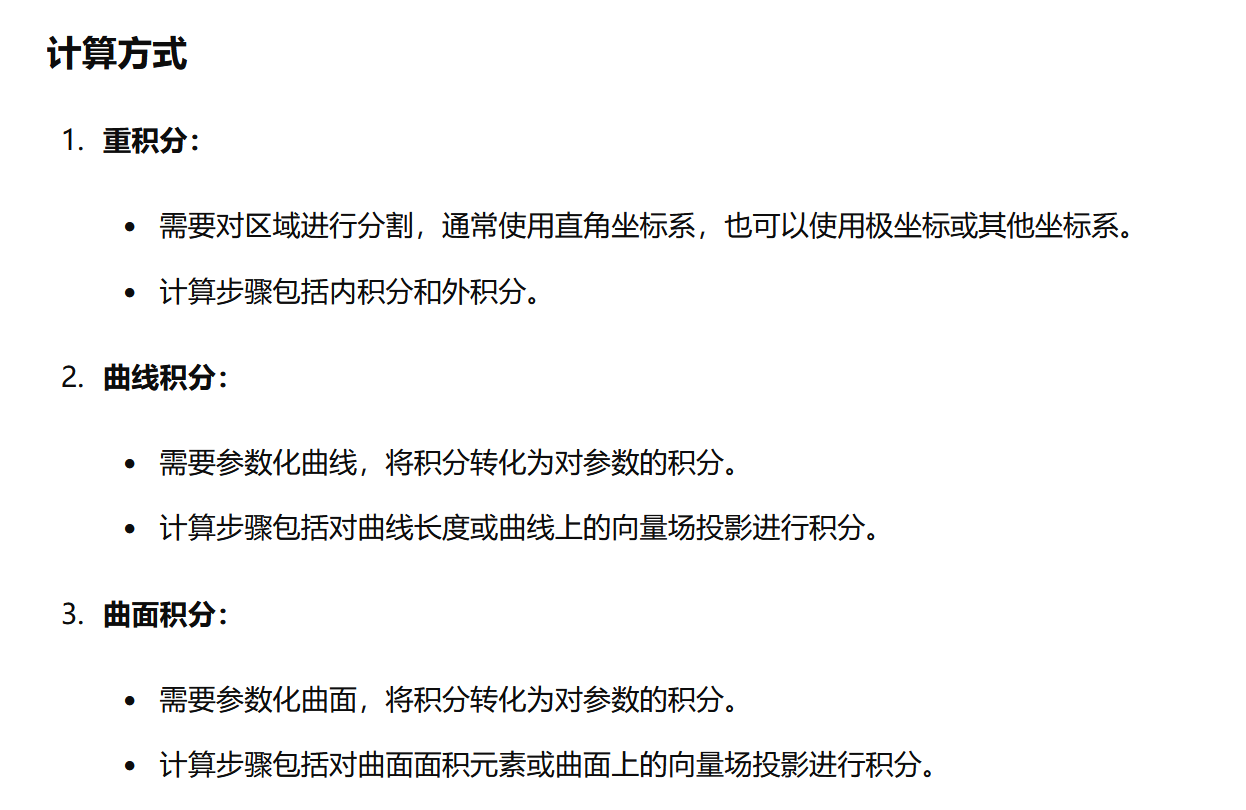 计算方式
1. 重积分：
• 需要对区域进行分割，通常使用直角坐标系，也可以使用极坐标或其他坐标系。
• 计算步骤包括内积分和外积分。
2. 曲线积分：
• 需要参数化曲线，将积分转化为对参数的积分。
• 计算步骤包括对曲线长度或曲线上的向量场投影进行积分。
3. 曲面积分：
• 需要参数化曲面，将积分转化为对参数的积分。
• 计算步骤包括对曲面面积元素或曲面上的向量场投影进行积分。